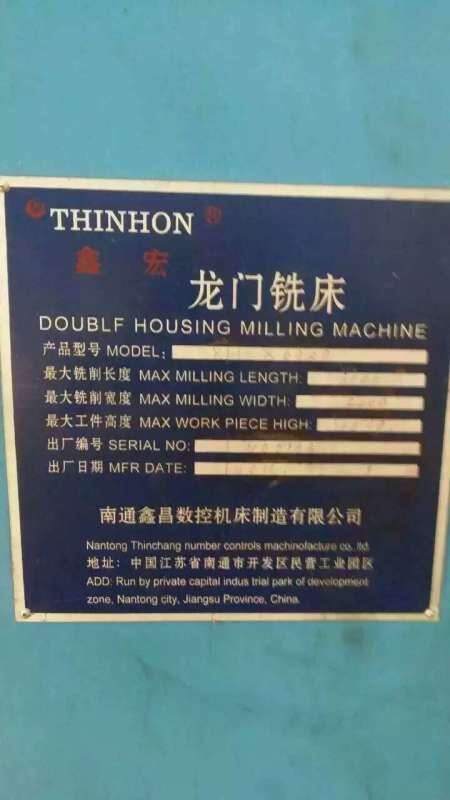 THINHON ®
鑫宏
龙门铣床
DOUBLF HOUSING MILLING MACHINE
产品型号 MODEL:
最大铣削长度 MAX MILLING LENGTH:
最大铣削宽度 MAX MILLING WIDTH:
最大工件高度 MAX WORK PIECE HIGH:
出厂编号 SERIAL NO:
出厂日期 MFR DATE:
南通鑫昌数控机床制造有限公司
Nantong Thinchang number controls machinofacture co,.ltd.
地址: 中国江苏省南通市开发区民营工业园区
ADD: Run by private capital indus trial park of development
zone, Nantong city, Jiangsu Province, China.